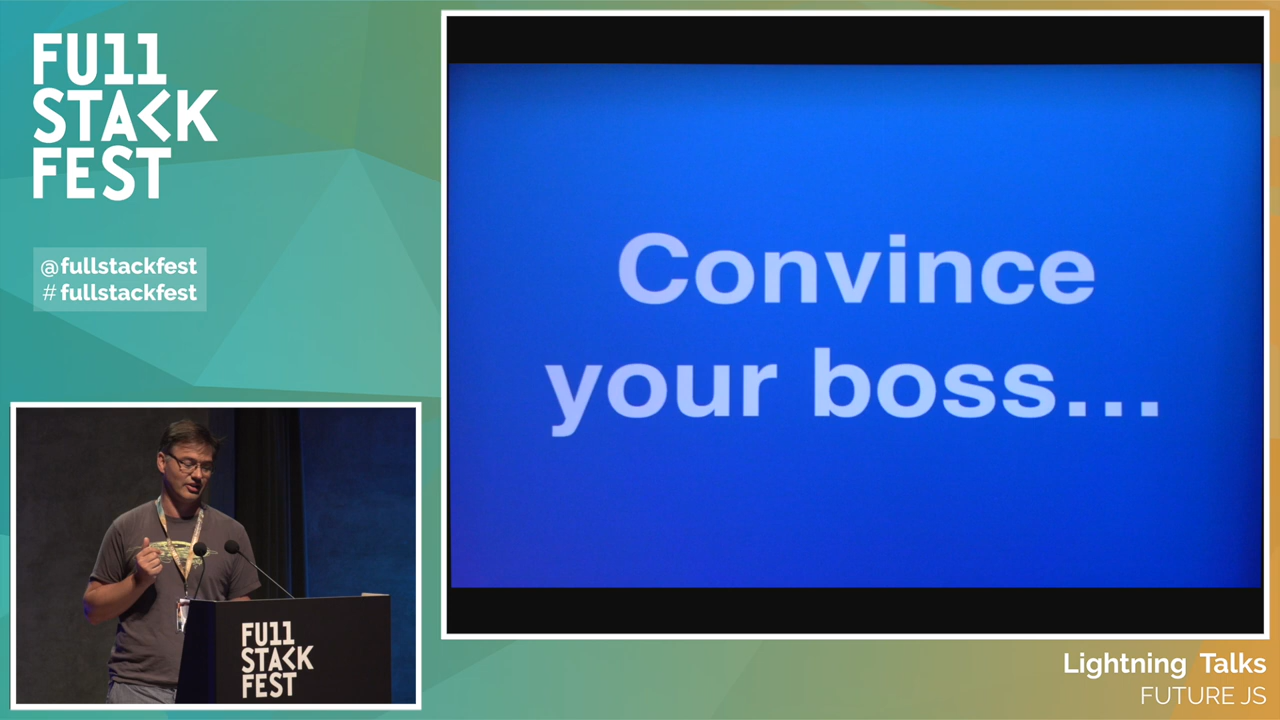 FU11
STACK
FEST
@fullstackfest
# fullstackfest
Convince
your boss...
FU11
STACK
FEST
Lightning Talks
FUTURE JS